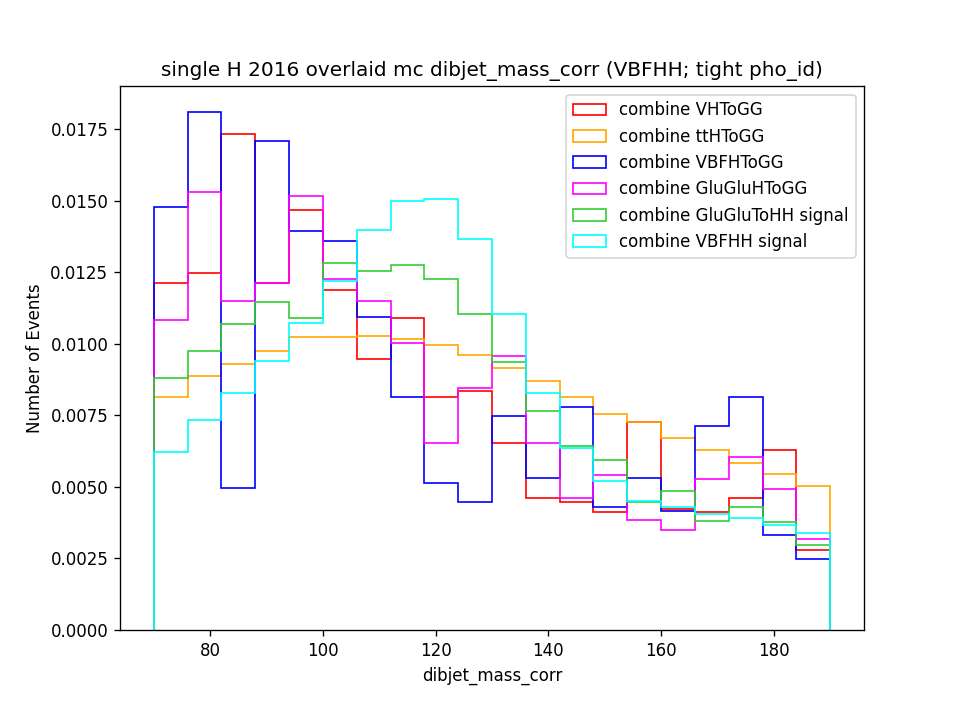 single H 2016 overlaid mc dibjet_mass_corr (VBFHH; tight pho_id)
combine VHToGG
combine ttHToGG
combine VBFHToGG
combine GluGluHToGG
combine GluGluToHH signal
combine VBFHH signal
Number of Events
0.0175
0.0150
0.0125
0.0100
0.0075
0.0050
0.0025
0.0000
80 100 120 140 160 180
dibjet_mass_corr